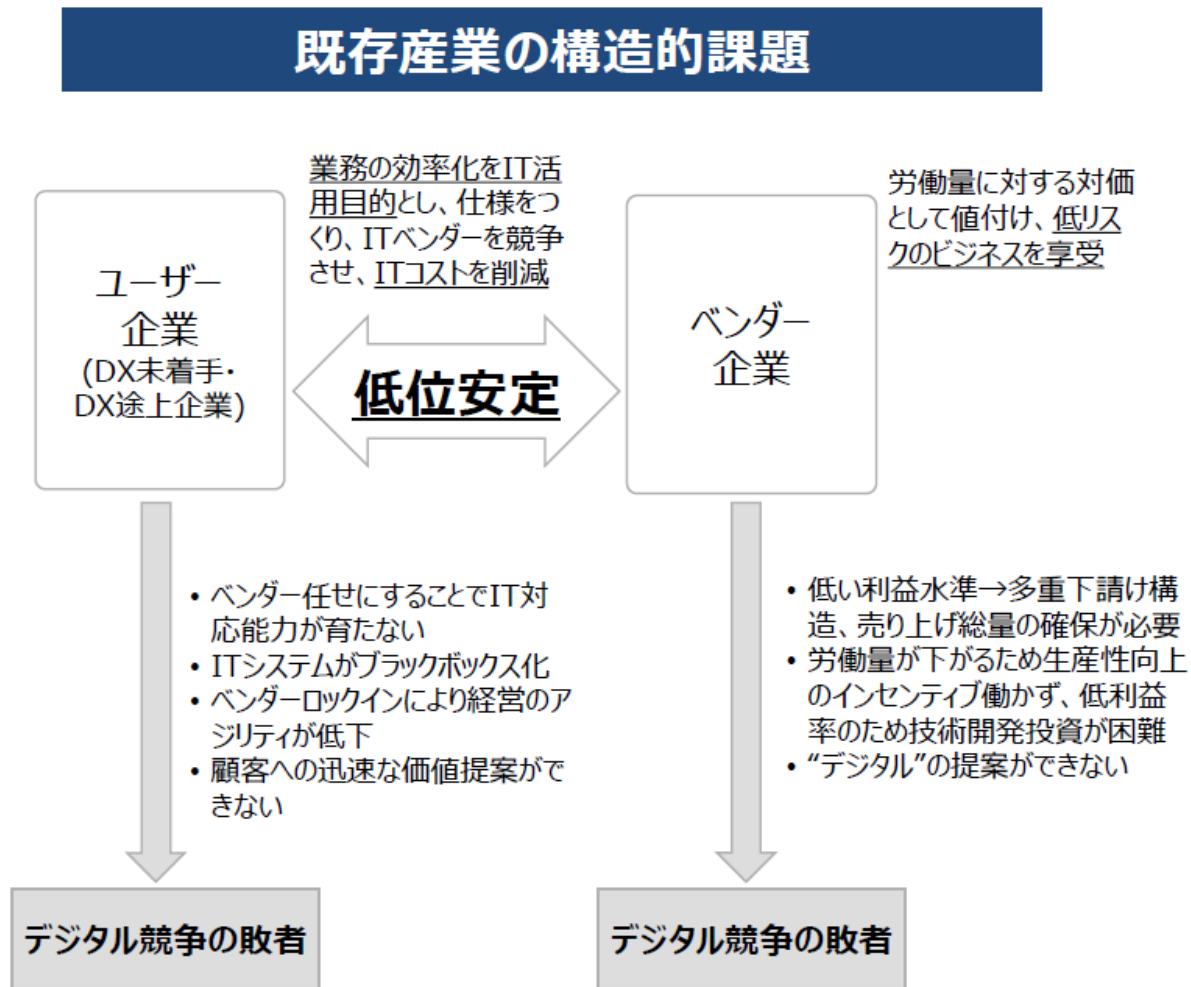 既存産業の構造的課題
業務の効率化をIT活
用目的とし、仕様をつ
くり、ITベンダーを競争
させ、ITコストを削減
労働量に対する対価
として値付け、低リス
クのビジネスを享受
ユーザー
企業
(DX未着手・
DX途上企業)
低位安定
ベンダー
企業
• ベンダー任せにすることでIT対
応能力が育たない
• ITシステムがブラックボックス化
• ベンダーロックインにより経営のア
ジリティが低下
• 顧客への迅速な価値提案がで
きない
• 低い利益水準→多重下請け構
造、売り上げ総量の確保が必要
• 労働量が下がるため生産性向上
のインセンティブ働かず、低利益
率のため技術開発投資が困難
• “デジタル”の提案ができない
デジタル競争の敗者
デジタル競争の敗者